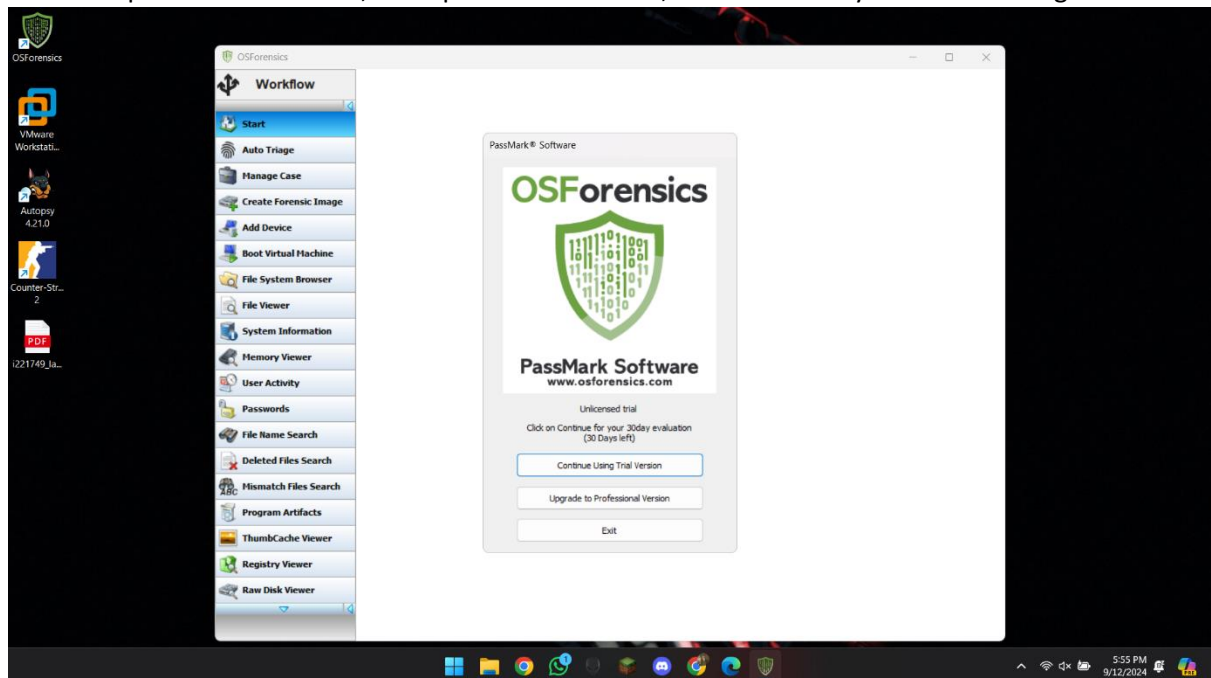 OSForensics
VMware
Workstati...
Autopsy
4.21.0
Counter-Str...
2
PDF
i221749_la...
OSForensics
Workflow
Start
Auto Triage
Manage Case
Create Forensic Image
Add Device
Boot Virtual Machine
File System Browser
File Viewer
System Information
Memory Viewer
User Activity
Passwords
File Name Search
Deleted Files Search
Mismatch Files Search
Program Artifacts
ThumbCache Viewer
Registry Viewer
Raw Disk Viewer
PassMark® Software
OSForensics
PassMark Software
www.osforensics.com
Unlicensed trial
Click on Continue for your 30day evaluation
(30 Days left)
Continue Using Trial Version
Upgrade to Professional Version
Exit
5:55 PM
9/12/2024